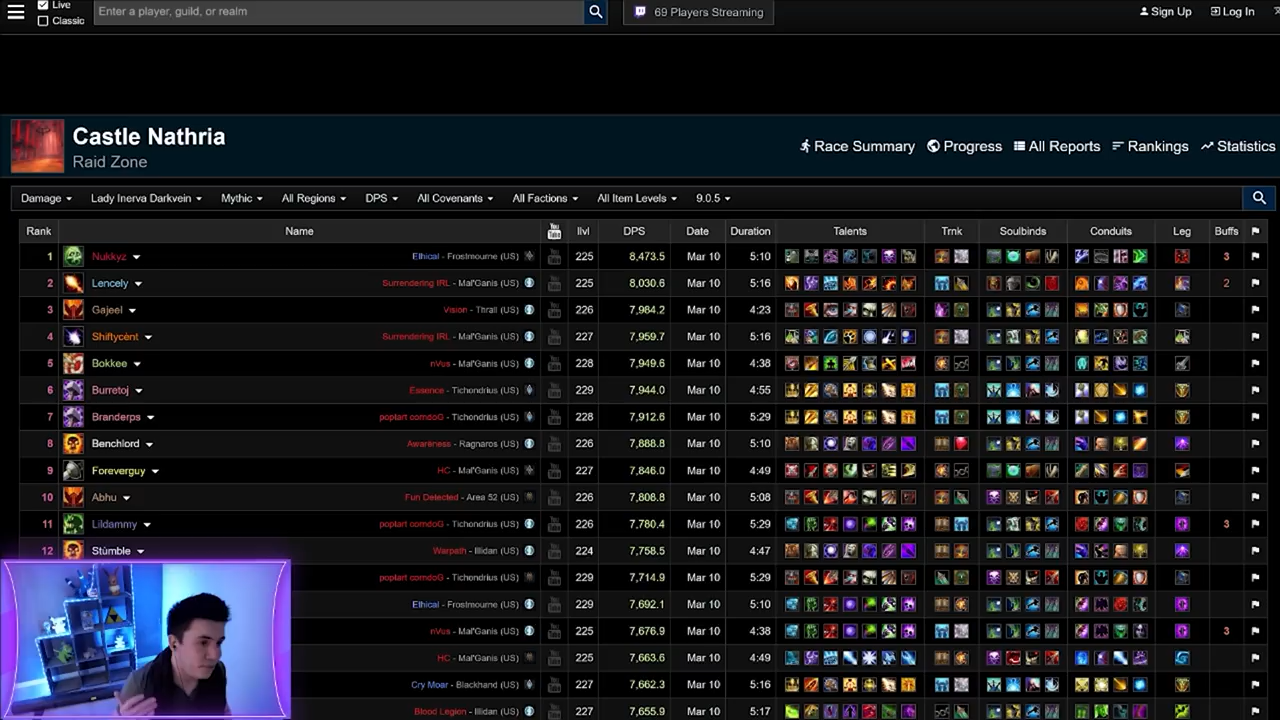 Live
Classic
Enter a player, guild, or realm
69 Players Streaming
Sign Up
Log In
Castle Nathria
Raid Zone
Race Summary Progress All Reports Rankings Statistics
Damage Lady Inerva Darkvein Mythic All Regions DPS All Covenants All Factions All Item Levels 9.0.5
Rank Name You Tube Ilvl DPS Date Duration Talents Trnk Soulbinds Conduits Leg Buffs
1 Nukkyz Ethical - Frostmourne (US) 225 8,473.5 Mar 10 5:10 3
2 Lencely Surrendering IRL - Mal'Ganis (US) 225 8,030.6 Mar 10 5:16 2
3 Gajeel Vision - Thrall (US) 226 7,984.2 Mar 10 4:23
4 Shiftycènt Surrendering IRL - Mal'Ganis (US) 227 7,959.7 Mar 10 5:16
5 Bokkee nVus - Mal'Ganis (US) 228 7,949.6 Mar 10 4:38
6 Burretoj Essence - Tichondrius (US) 229 7,944.0 Mar 10 4:55
7 Branderps poptart corndoG - Tichondrius (US) 228 7,912.6 Mar 10 5:29
8 Benchlord Awareness - Ragnaros (US) 226 7,888.8 Mar 10 5:10
9 Foreverguy HC - Mal'Ganis (US) 227 7,846.0 Mar 10 4:49
10 Abhu Fun Detected - Area 52 (US) 226 7,808.8 Mar 10 5:08
11 Lildammy poptart corndoG - Tichondrius (US) 226 7,780.4 Mar 10 5:29 3
12 Stùmble Warpath - Illidan (US) 224 7,758.5 Mar 10 4:47
poptart corndoG - Tichondrius (US) 229 7,714.9 Mar 10 5:29
Ethical - Frostmourne (US) 229 7,692.1 Mar 10 5:10
nVus - Mal'Ganis (US) 225 7,676.9 Mar 10 4:38 3
HC - Mal'Ganis (US) 225 7,663.6 Mar 10 4:49
Cry Moar - Blackhand (US) 227 7,662.3 Mar 10 5:16
Blood Legion - Illidan (US) 227 7,655.9 Mar 10 5:17